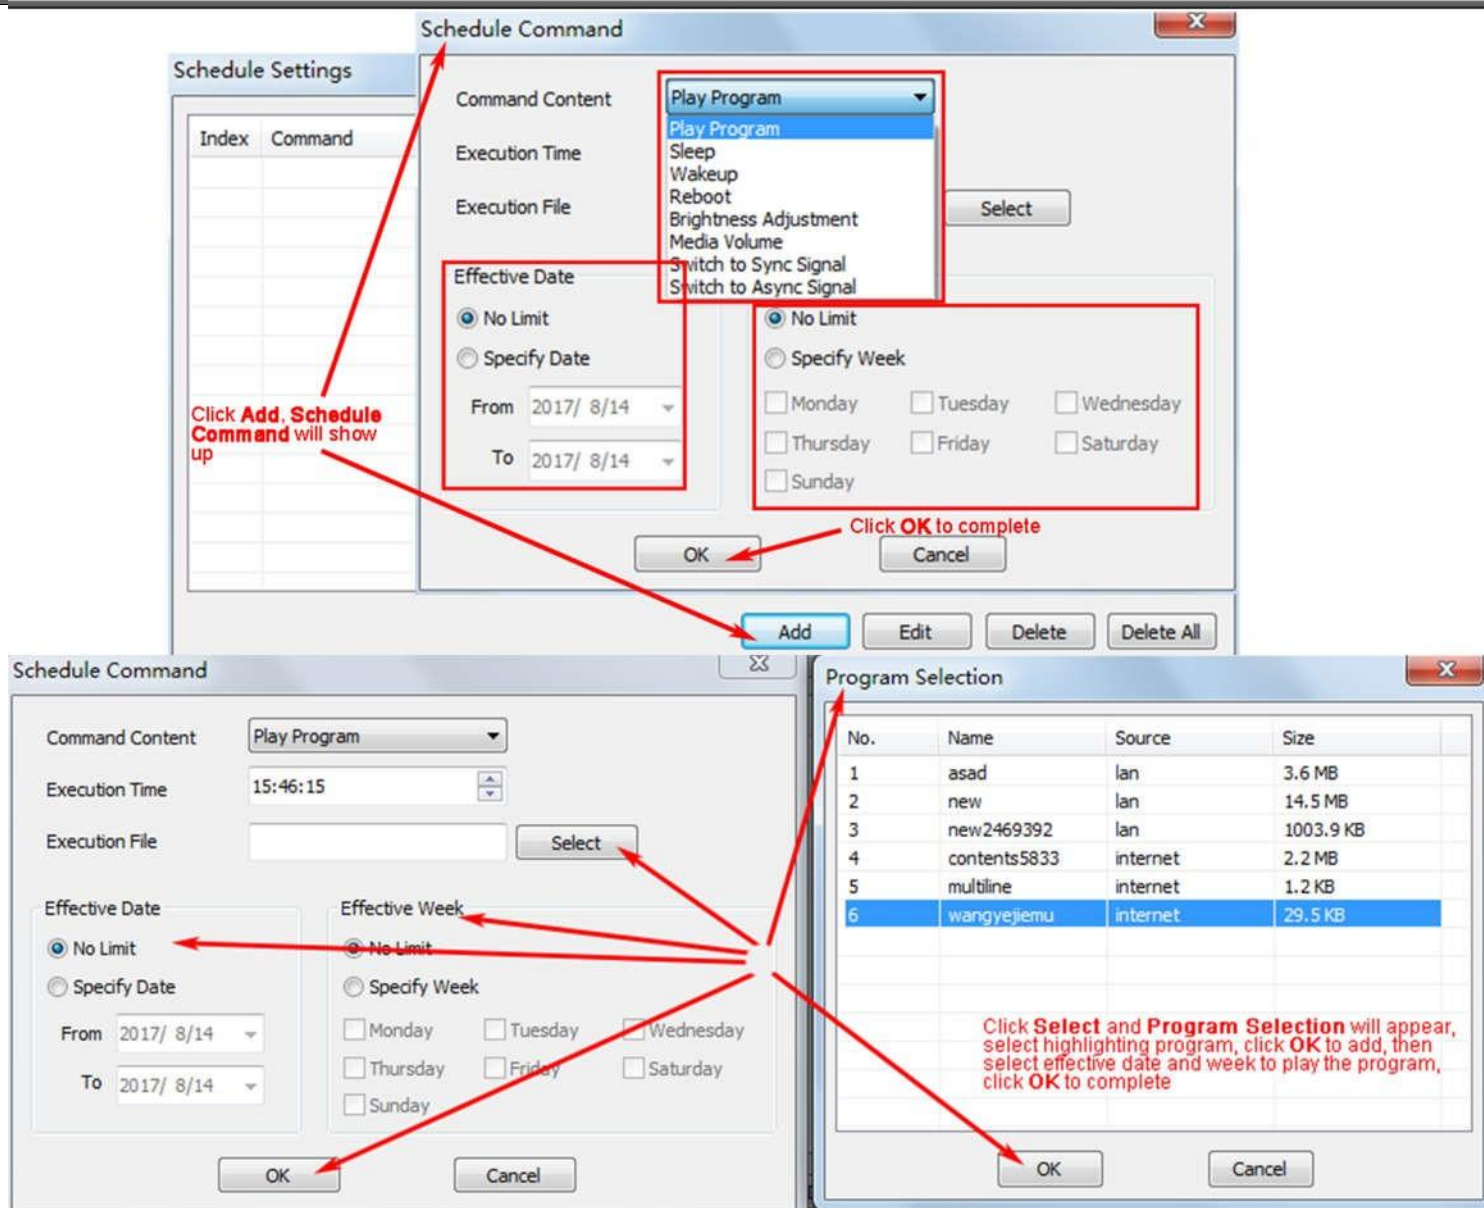 Schedule Command
Schedule Settings
Index Command
Command Content Play Program
Play Program
Sleep
Wakeup
Reboot
Brightness Adjustment
Media Volume
Switch to Sync Signal
Switch to Async Signal
Execution Time
Execution File Select
Effective Date
No Limit
Specify Date
From 2017/ 8/14
To 2017/ 8/14
No Limit
Specify Week
Monday Tuesday Wednesday
Thursday Friday Saturday
Sunday
Click Add, Schedule
Command will show
up
Click OK to complete
OK Cancel
Add Edit Delete Delete All
Schedule Command
Command Content Play Program
Execution Time 15:46:15
Execution File Select
Effective Date
No Limit
Specify Date
From 2017/ 8/14
To 2017/ 8/14
Effective Week
No Limit
Specify Week
Monday Tuesday Wednesday
Thursday Friday Saturday
Sunday
OK Cancel
Program Selection
No. Name Source Size
1 asad lan 3.6 MB
2 new lan 14.5 MB
3 new2469392 lan 1003.9 KB
4 contents5833 internet 2.2 MB
5 multiline internet 1.2 KB
6 wangyejiemu internet 29.5 KB
Click Select and Program Selection will appear,
select highlighting program, click OK to add, then
select effective date and week to play the program,
click OK to complete
OK Cancel